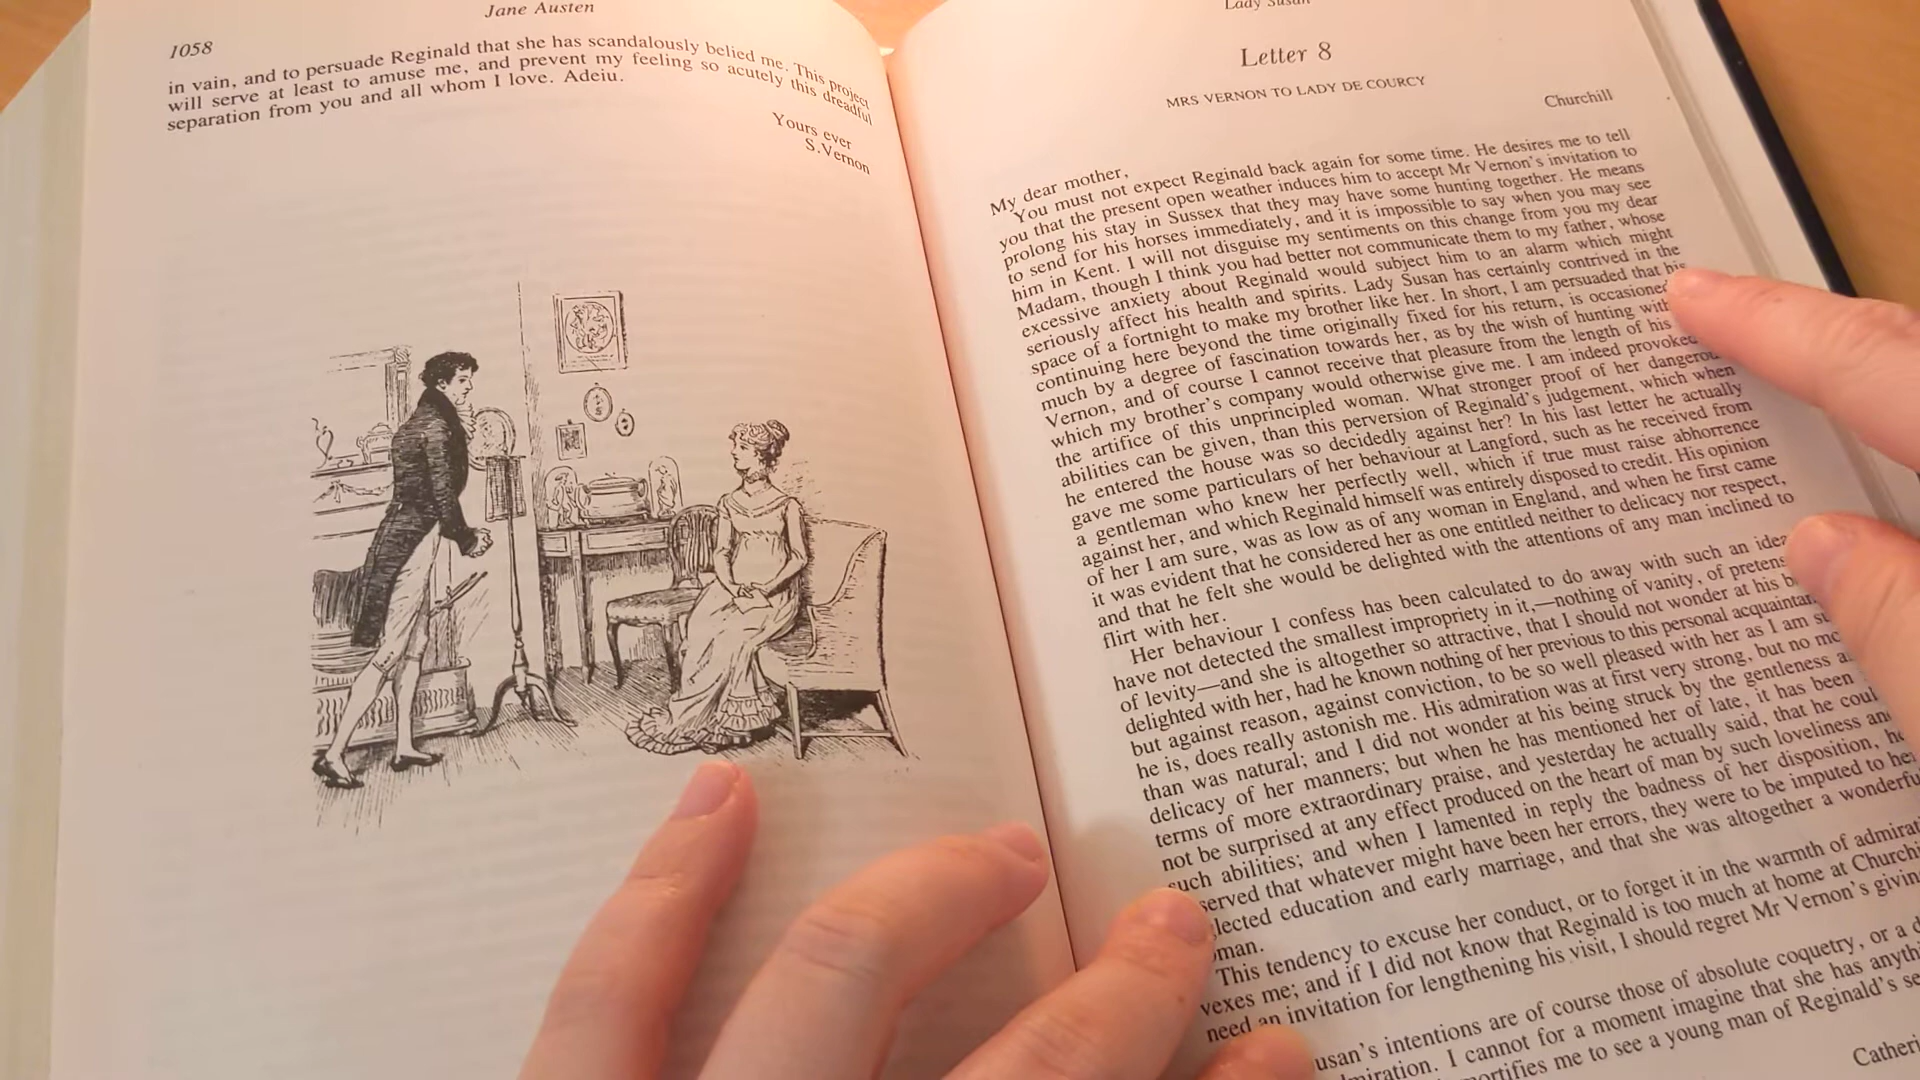 Jane Austen
1058
in vain, and to persuade Reginald that she has scandalously belied me. This project
will serve at least to amuse me, and prevent my feeling so acutely this dreadful
separation from you and all whom I love. Adeiu.
Yours ever
S.Vernon
Lady Susan
Letter 8
MRS VERNON TO LADY DE COURCY
Churchill
My dear mother,
You must not expect Reginald back again for some time. He desires me to tell
you that the present open weather induces him to accept Mr Vernon's invitation to
prolong his stay in Sussex that they may have some hunting together. He means
to send for his horses immediately, and it is impossible to say when you may see
him in Kent. I will not disguise my sentiments on this change from you my dear
Madam, though I think you had better not communicate them to my father, whose
excessive anxiety about Reginald would subject him to an alarm which might
seriously affect his health and spirits. Lady Susan has certainly contrived in the
space of a fortnight to make my brother like her. In short, I am persuaded that his
continuing here beyond the time originally fixed for his return, is occasioned
much by a degree of fascination towards her, as by the wish of hunting with
Vernon, and of course I cannot receive that pleasure from the length of his
which my brother's company would otherwise give me. I am indeed provoked
the artifice of this unprincipled woman. What stronger proof of her dangerous
abilities can be given, than this perversion of Reginald's judgement, which when
he entered the house was so decidedly against her? In his last letter he actually
gave me some particulars of her behaviour at Langford, such as he received from
a gentleman who knew her perfectly well, which if true must raise abhorrence
against her, and which Reginald himself was entirely disposed to credit. His opinion
of her I am sure, was as low as of any woman in England, and when he first came
it was evident that he considered her as one entitled neither to delicacy nor respect,
and that he felt she would be delighted with the attentions of any man inclined to
flirt with her.
Her behaviour I confess has been calculated to do away with such an idea
have not detected the smallest impropriety in it,—nothing of vanity, of
of levity—and she is altogether so attractive, that I should not wonder at his
delighted with her, had he known nothing of her previous to this personal
but against reason, against conviction, to be so well pleased with her as I am
he is, does really astonish me. His admiration was at first very strong, but no
than was natural; and I did not wonder at his being struck by the gentleness
delicacy of her manners; but when he has mentioned her of late, it has been
terms of more extraordinary praise, and yesterday he actually said, that he
not be surprised at any effect produced on the heart of man by such loveliness
such abilities; and when I lamented in reply the badness of her disposition,
served that whatever might have been her errors, they were to be imputed to her
lected education and early marriage, and that she was altogether a
man.
This tendency to excuse her conduct, or to forget it in the warmth of
vexes me; and if I did not know that Reginald is too much at home at
need an invitation for lengthening his visit, I should regret Mr Vernon's
usan's intentions are of course those of absolute coquetry, or a
miration. I cannot for a moment imagine that she has
ortifies me to see a young man of Reginald's